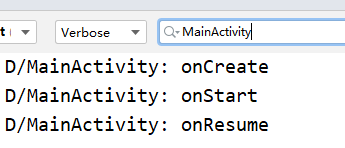 Verbose
MainActivity
D/MainActivity: onCreate
D/MainActivity: onStart
D/MainActivity: onResume